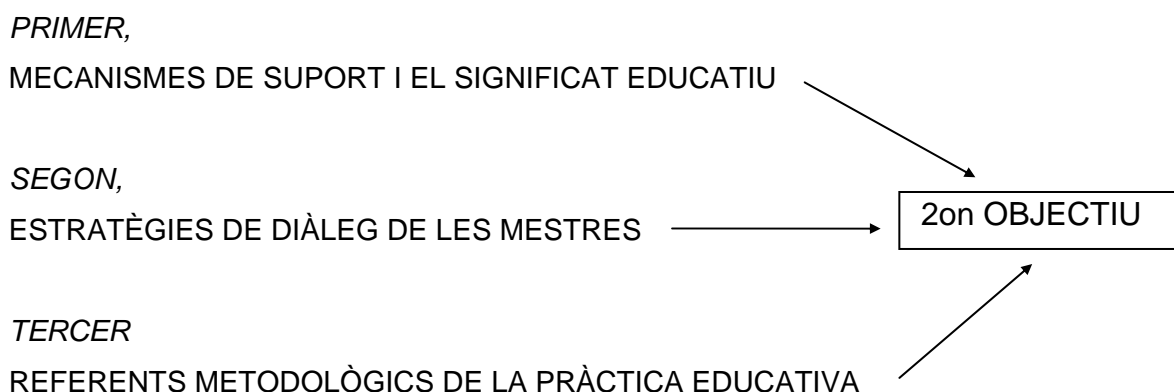 PRIMER,
MECANISMES DE SUPORT I EL SIGNIFICAT EDUCATIU
SEGON,
ESTRATÈGIES DE DIÀLEG DE LES MESTRES
2on OBJECTIU
TERCER
REFERENTS METODOLÒGICS DE LA PRÀCTICA EDUCATIVA